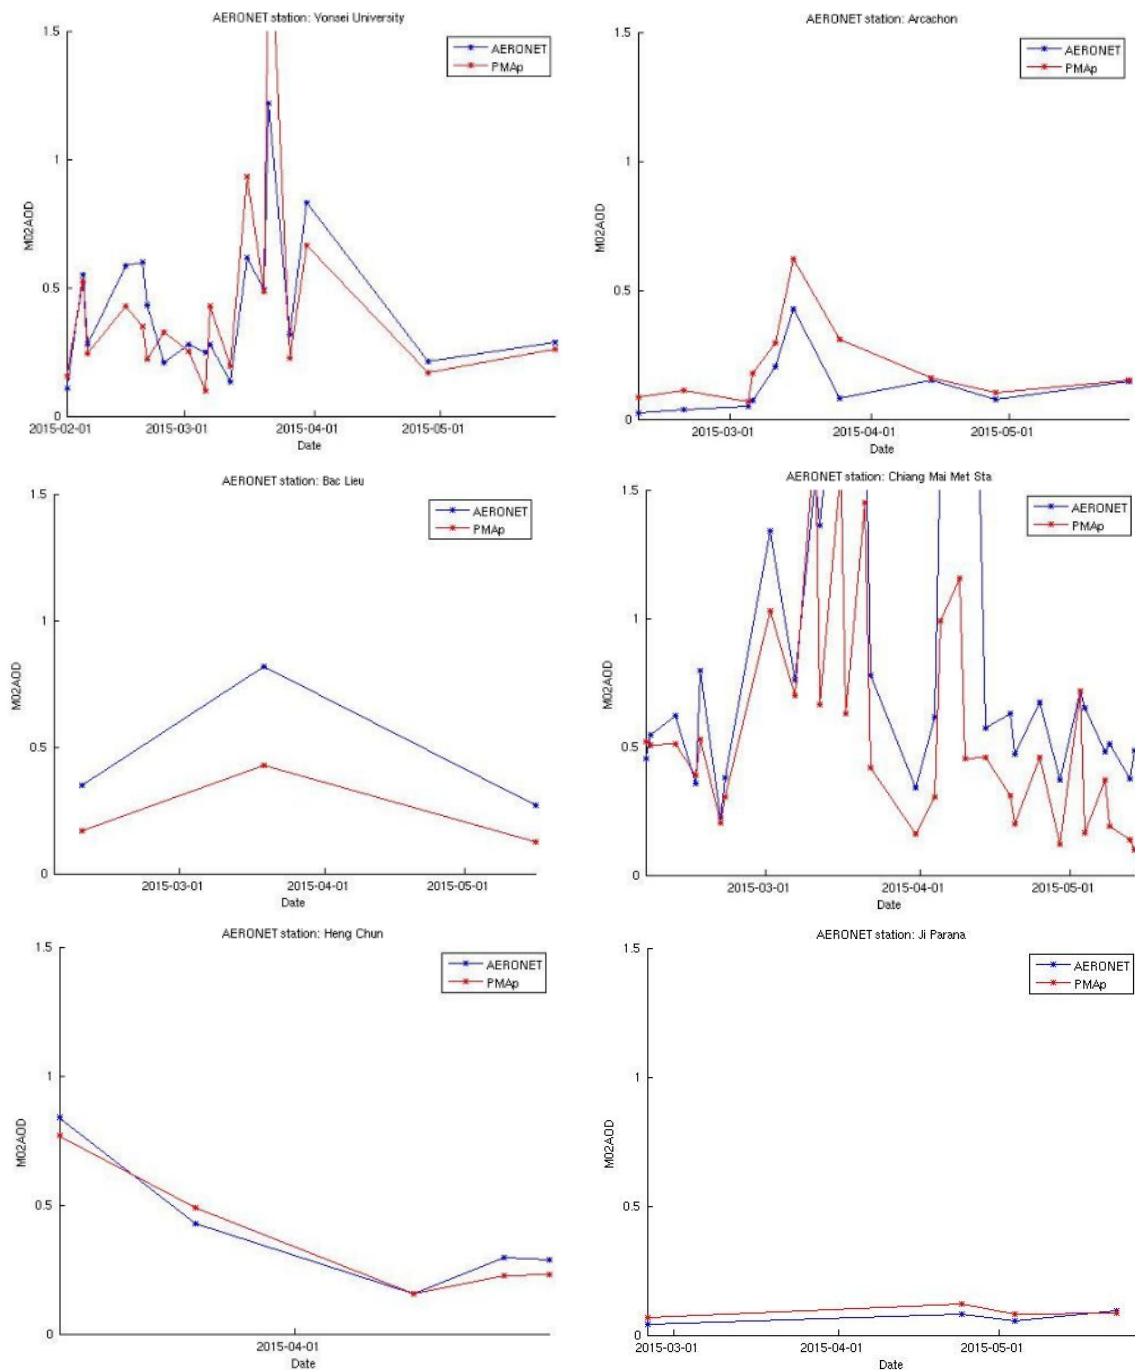 AERONET station: Yonsei University
1.5
AERONET
PMAp
1
M02AOD
0.5
0
2015-02-01 2015-03-01 2015-04-01 2015-05-01
Date
AERONET station: Arcachon
1.5
AERONET
PMAp
1
M02AOD
0.5
0
2015-03-01 2015-04-01 2015-05-01
Date
AERONET station: Bac Lieu
1.5
AERONET
PMAp
1
M02AOD
0.5
0
2015-03-01 2015-04-01 2015-05-01
Date
AERONET station: Chiang Mai Met Sta
1.5
AERONET
PMAp
1
M02AOD
0.5
0
2015-03-01 2015-04-01 2015-05-01
Date
AERONET station: Heng Chun
1.5
AERONET
PMAp
1
M02AOD
0.5
0
2015-04-01
Date
AERONET station: Ji Parana
1.5
AERONET
PMAp
1
M02AOD
0.5
0
2015-03-01 2015-04-01 2015-05-01
Date